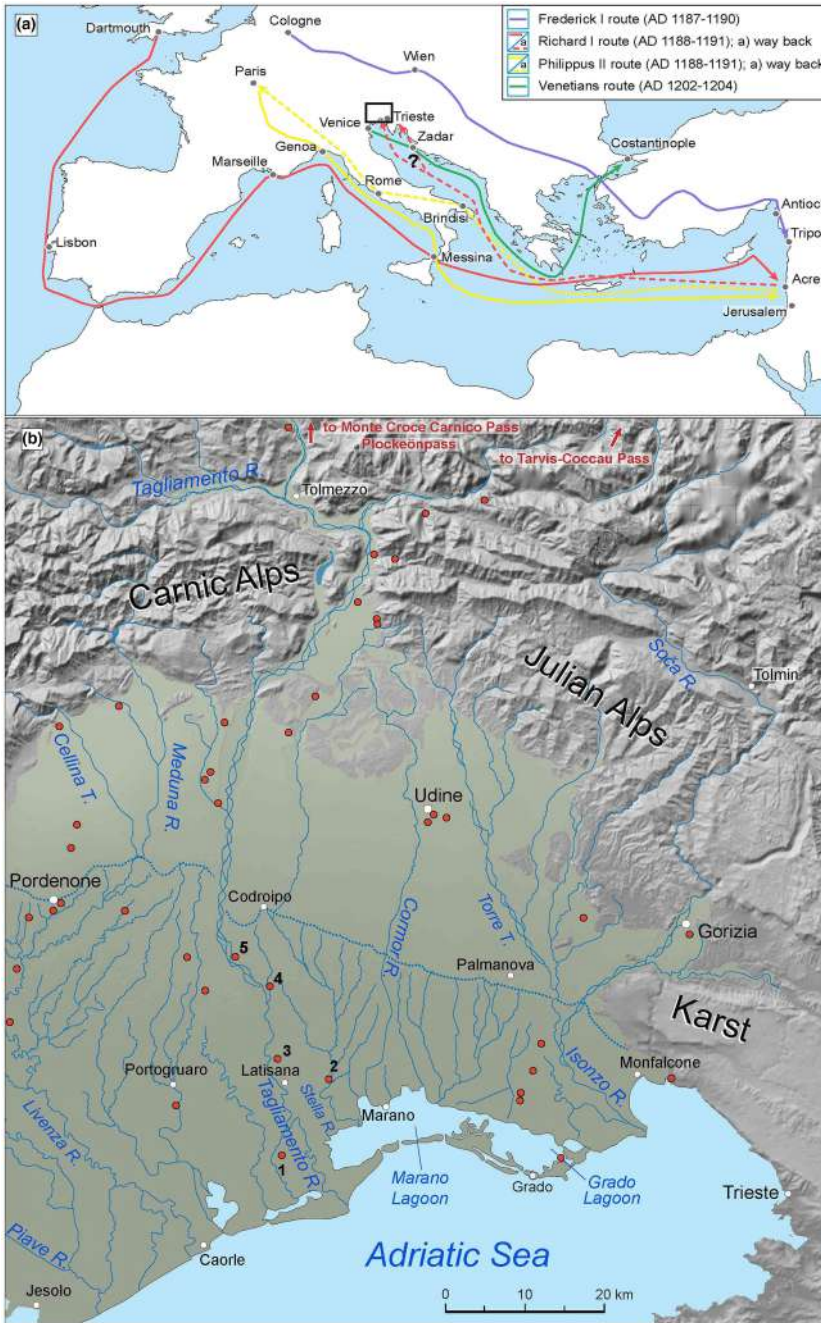 (a)
Dartmouth
Cologne
Wien
Paris
Venice
Trieste
Zadar
?
Genoa
Marseille
Rome
Brindisi
Costantinople
Lisbon
Messina
Antioc
Tripo
Acre
Jerusalem
Frederick I route (AD 1187-1190)
a Richard I route (AD 1188-1191); a) way back
a Philippus II route (AD 1188-1191); a) way back
Venetians route (AD 1202-1204)
(b)
to Monte Croce Carnico Pass
Plockeönpass
to Tarvis-Coccau Pass
Tagliamento R.
Tolmezzo
Carnic Alps
Julian Alps
Soča R.
Tolmin
Cellina T.
Meduna R.
Udine
Pordenone
Codroipo
Cormor R.
Torre T.
Gorizia
5
4
Palmanova
Karst
3
2
Portogruaro
Latisana
Stella R.
Isonzo R.
Monfalcone
Livenza R.
Tagliamento R.
Marano
1
Marano
Lagoon
Grado
Grado
Lagoon
Trieste
Piave R.
Caorle
Adriatic Sea
Jesolo
0 10 20 km